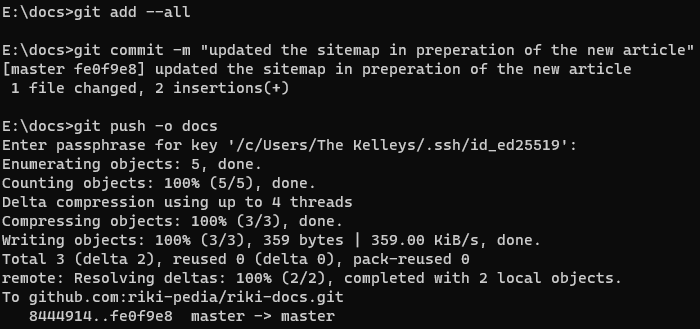 E:\docs>git add --all
E:\docs>git commit -m "updated the sitemap in preperation of the new article"
[master fe0f9e8] updated the sitemap in preperation of the new article
 1 file changed, 2 insertions(+)
E:\docs>git push -o docs
Enter passphrase for key '/c/Users/The Kelleys/.ssh/id_ed25519':
Enumerating objects: 5, done.
Counting objects: 100% (5/5), done.
Delta compression using up to 4 threads
Compressing objects: 100% (3/3), done.
Writing objects: 100% (3/3), 359 bytes | 359.00 KiB/s, done.
Total 3 (delta 2), reused 0 (delta 0), pack-reused 0
remote: Resolving deltas: 100% (2/2), completed with 2 local objects.
To github.com:riki-pedia/riki-docs.git
   8444914..fe0f9e8  master -> master